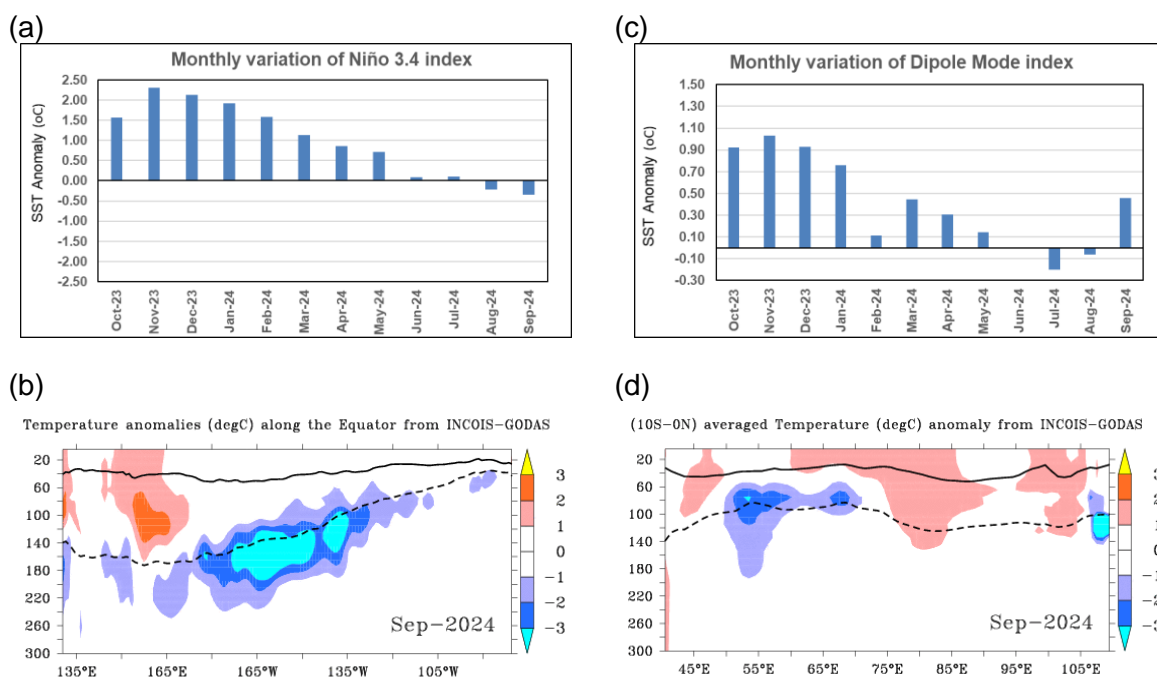 (a)
Monthly variation of Niño 3.4 index
SST Anomaly (oC)
2.50
2.00
1.50
1.00
0.50
0.00
-0.50
-1.00
-1.50
-2.00
-2.50
Oct-23
Nov-23
Dec-23
Jan-24
Feb-24
Mar-24
Apr-24
May-24
Jun-24
Jul-24
Aug-24
Sep-24
(c)
Monthly variation of Dipole Mode index
SST Anomaly (oC)
1.50
1.30
1.10
0.90
0.70
0.50
0.30
0.10
-0.10
-0.30
Oct-23
Nov-23
Dec-23
Jan-24
Feb-24
Mar-24
Apr-24
May-24
Jun-24
Jul-24
Aug-24
Sep-24
(b)
Temperature anomalies (degC) along the Equator from INCOIS-GODAS
20
60
100
140
180
220
260
300
135°E 165°E 165°W 135°W 105°W
Sep-2024
3
2
1
0
-1
-2
-3
(d)
(10S-0N) averaged Temperature (degC) anomaly from INCOIS-GODAS
20
60
100
140
180
220
260
300
45°E 55°E 65°E 75°E 85°E 95°E 105°E
Sep-2024
3
2
1
0
-1
-2
-3